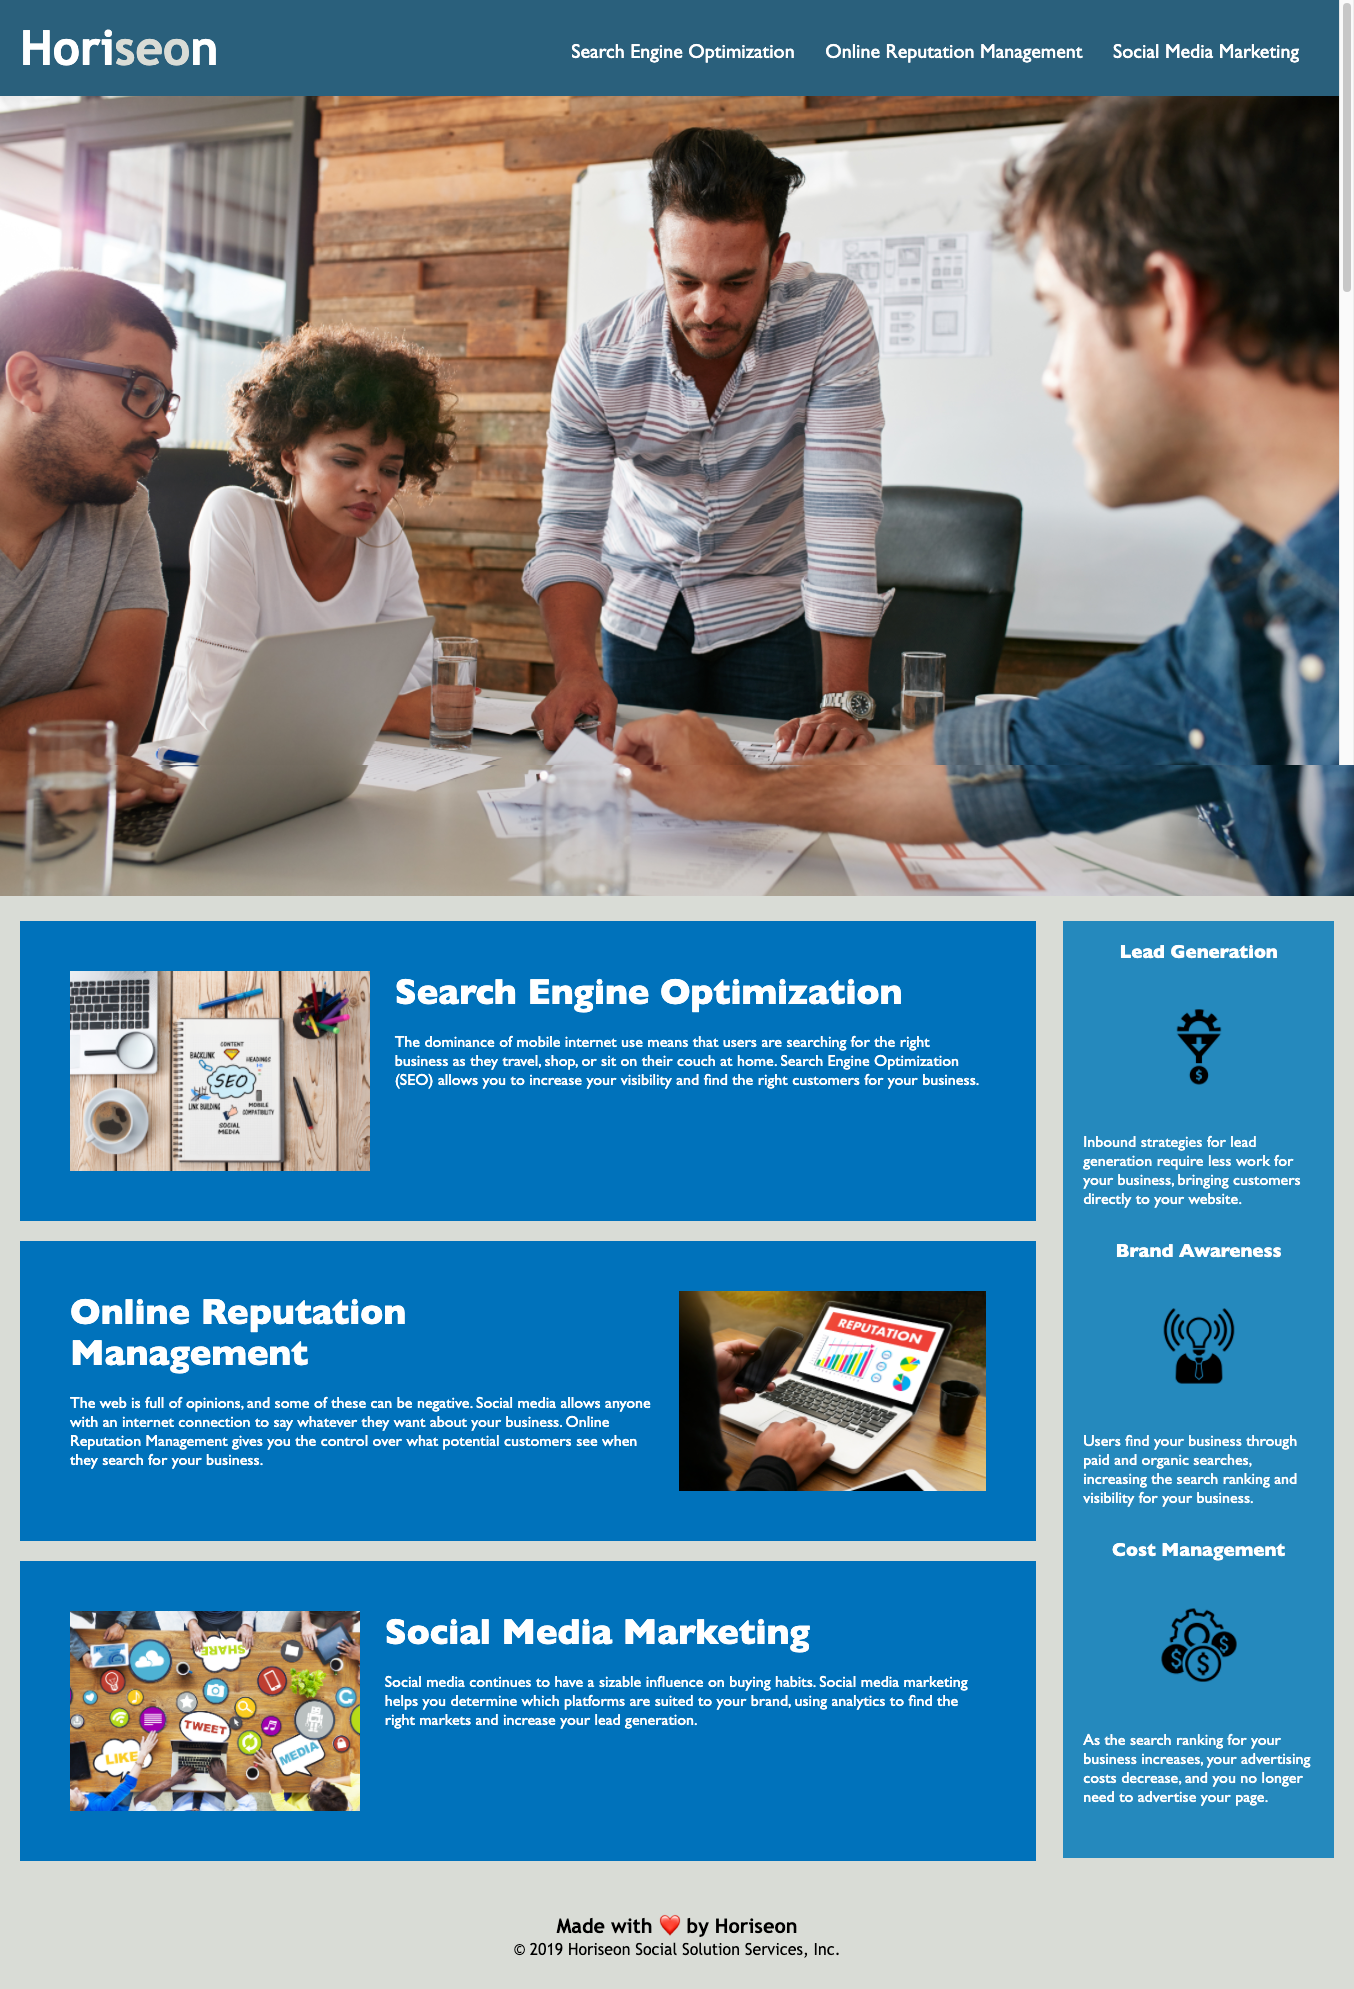 Horiseon
Search Engine Optimization
Online Reputation Management
Social Media Marketing
Search Engine Optimization
The dominance of mobile internet use means that users are searching for the right
business as they travel, shop, or sit on their couch at home. Search Engine Optimization
(SEO) allows you to increase your visibility and find the right customers for your business.
CONTENT
BACKLINK
HEADINGS
SEO
LINK BUILDING
MOBILE
COMPATIBILITY
SOCIAL
MEDIA
Online Reputation
Management
The web is full of opinions, and some of these can be negative. Social media allows anyone
with an internet connection to say whatever they want about your business. Online
Reputation Management gives you the control over what potential customers see when
they search for your business.
REPUTATION
Social Media Marketing
Social media continues to have a sizable influence on buying habits. Social media marketing
helps you determine which platforms are suited to your brand, using analytics to find the
right markets and increase your lead generation.
SHARE
TWEET
LIKE
MEDIA
Lead Generation
$
Inbound strategies for lead
generation require less work for
your business, bringing customers
directly to your website.
Brand Awareness
Users find your business through
paid and organic searches,
increasing the search ranking and
visibility for your business.
Cost Management
$ $ $
As the search ranking for your
business increases, your advertising
costs decrease, and you no longer
need to advertise your page.
Made with ❤️ by Horiseon
© 2019 Horiseon Social Solution Services, Inc.